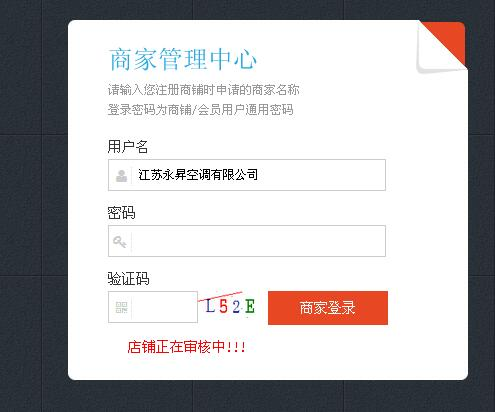 商家管理中心
请输入您注册商铺时申请的商家名称
登录密码为商铺/会员用户通用密码
用户名
江苏永昇空调有限公司
密码
验证码
L52E
商家登录
店铺正在审核中!!!